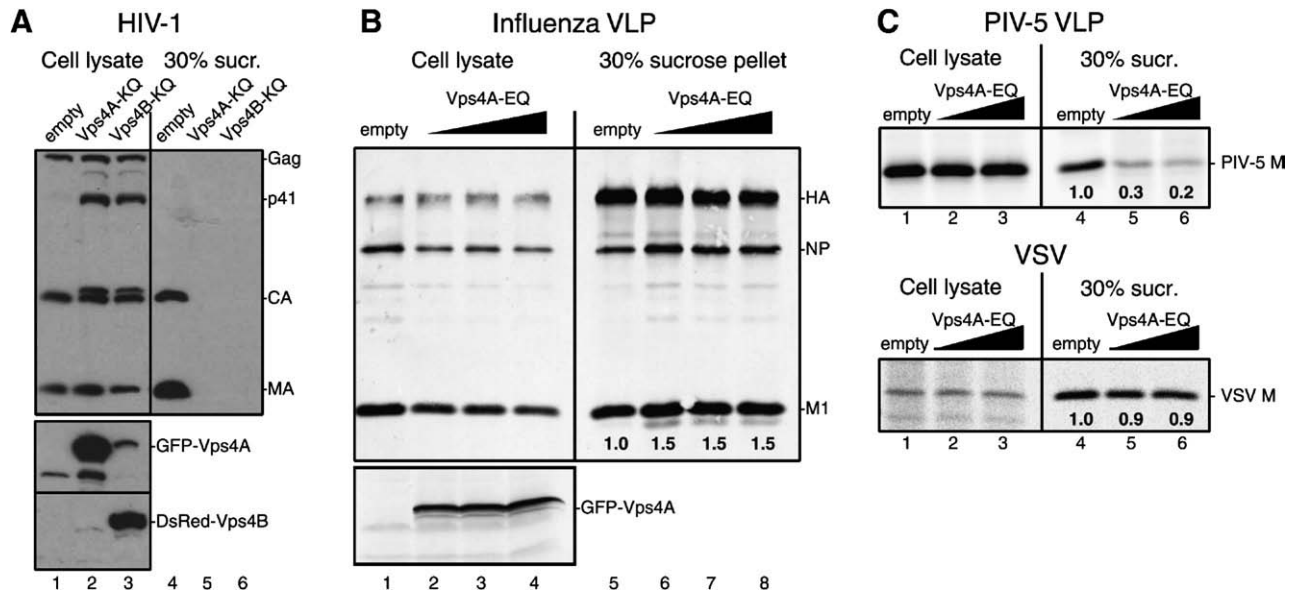 A
HIV-1
Cell lysate 30% sucr.
empty
Vps4A-KQ
Vps4B-KQ
empty
Vps4A-KQ
Vps4B-KQ
Gag
p41
CA
MA
GFP-Vps4A
DsRed-Vps4B
1 2 3 4 5 6
B
Influenza VLP
Cell lysate 30% sucrose pellet
Vps4A-EQ Vps4A-EQ
empty empty
HA
NP
M1
1.0 1.5 1.5 1.5
GFP-Vps4A
1 2 3 4 5 6 7 8
C
PIV-5 VLP
Cell lysate 30% sucr.
Vps4A-EQ Vps4A-EQ
empty empty
PIV-5 M
1.0 0.3 0.2
1 2 3 4 5 6
VSV
Cell lysate 30% sucr.
Vps4A-EQ Vps4A-EQ
empty empty
VSV M
1.0 0.9 0.9
1 2 3 4 5 6